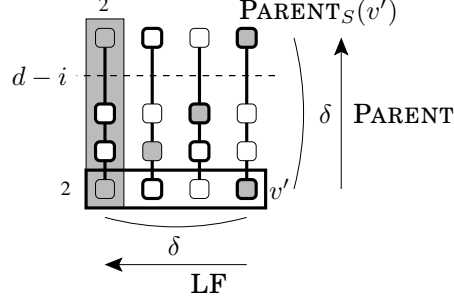 2
PARENT_S(v′)
d − i
δ
PARENT
2
v′
δ
LF